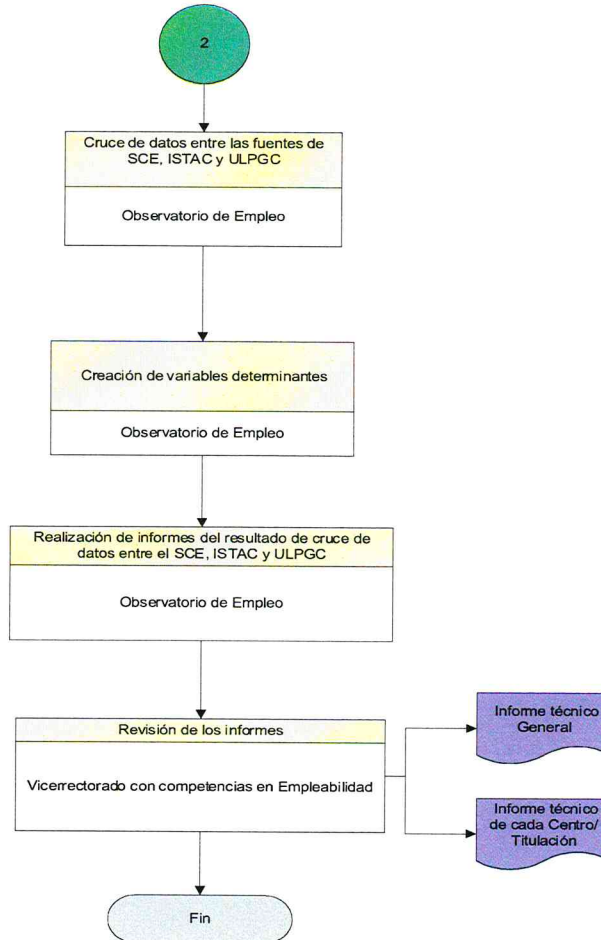 2
Cruce de datos entre las fuentes de
SCE, ISTAC y ULPGC
Observatorio de Empleo
Creación de variables determinantes
Observatorio de Empleo
Realización de informes del resultado de cruce de
datos entre el SCE, ISTAC y ULPGC
Observatorio de Empleo
Revisión de los informes
Vicerrectorado con competencias en Empleabilidad
Informe técnico
General
Informe técnico
de cada Centro/
Titulación
Fin